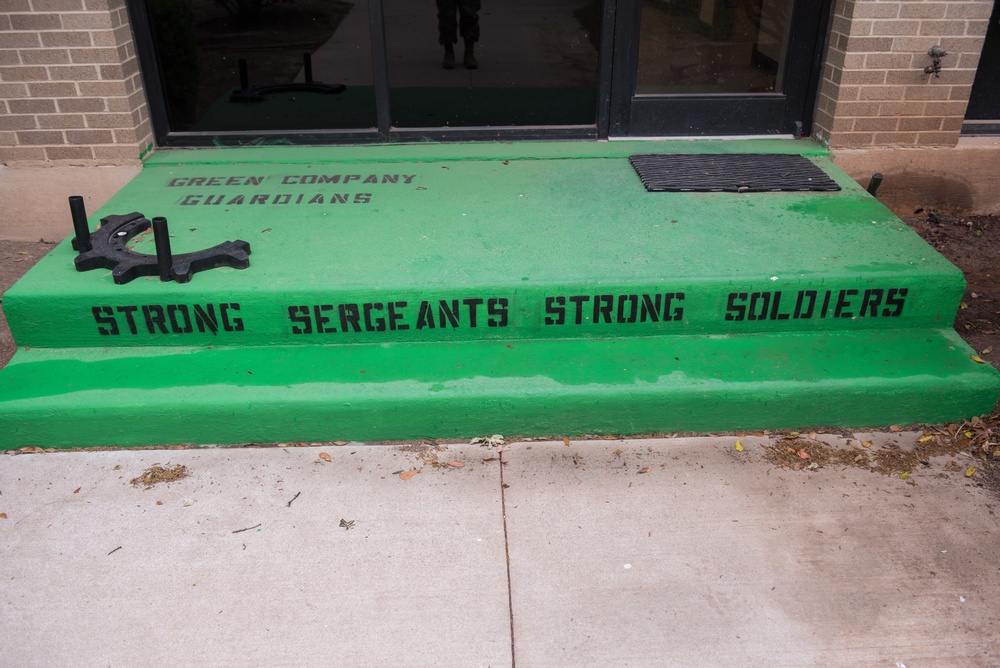 GREEN COMPANY
GUARDIANS
STRONG SERGEANTS STRONG SOLDIERS